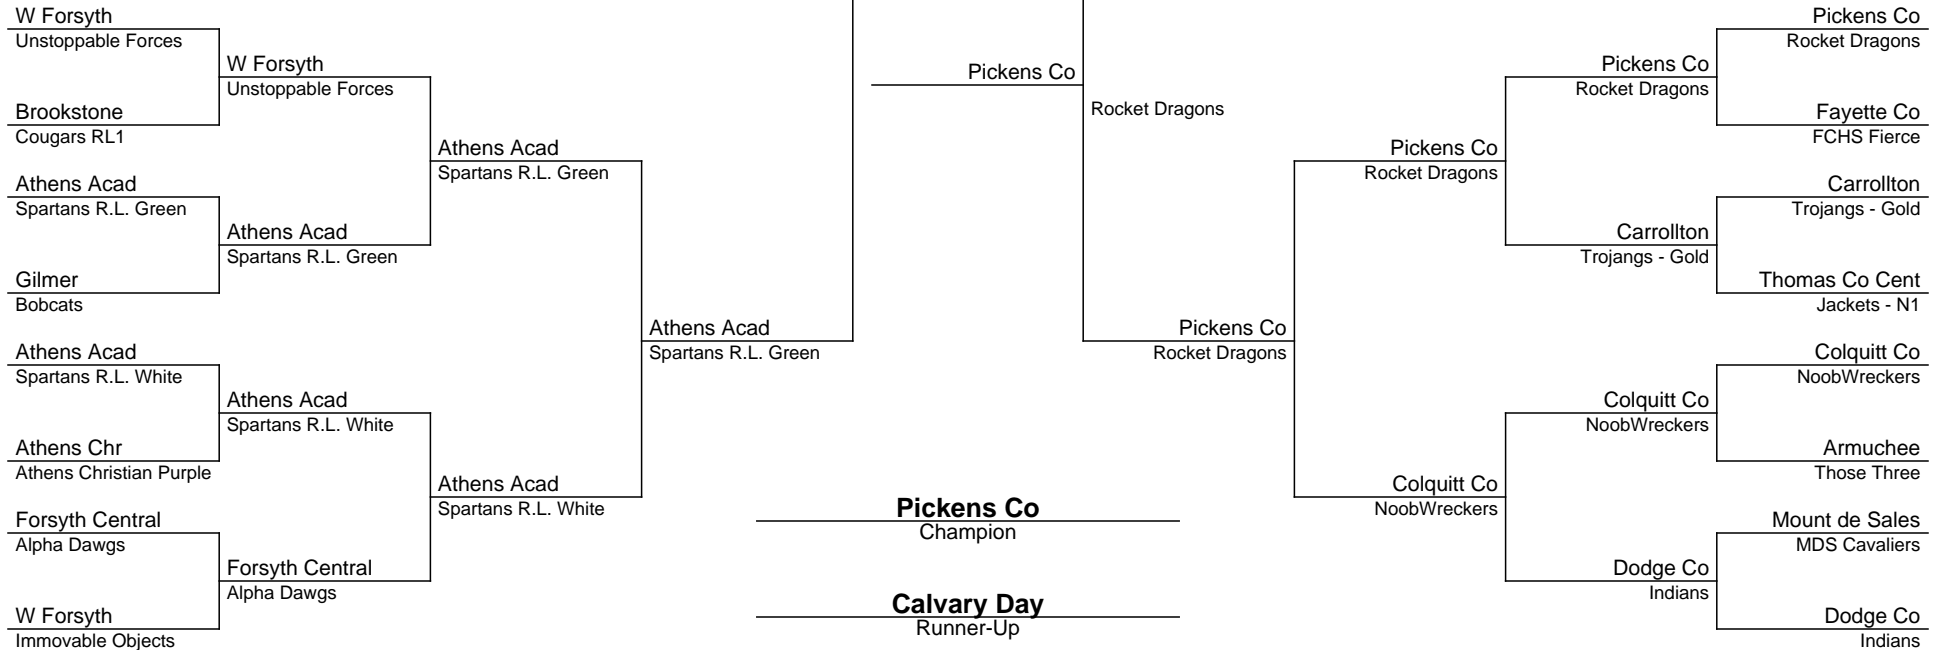 W Forsyth
Unstoppable Forces
Brookstone
Cougars RL1
Athens Acad
Spartans R.L. Green
Gilmer
Bobcats
Athens Acad
Spartans R.L. White
Athens Chr
Athens Christian Purple
Forsyth Central
Alpha Dawgs
W Forsyth
Immovable Objects
W Forsyth
Unstoppable Forces
Athens Acad
Spartans R.L. Green
Athens Acad
Spartans R.L. White
Forsyth Central
Alpha Dawgs
Athens Acad
Spartans R.L. Green
Athens Acad
Spartans R.L. White
Athens Acad
Spartans R.L. Green
Pickens Co
Rocket Dragons
Pickens Co
Champion
Calvary Day
Runner-Up
Pickens Co
Rocket Dragons
Pickens Co
Rocket Dragons
Colquitt Co
NoobWreckers
Pickens Co
Rocket Dragons
Carrollton
Trojangs - Gold
Colquitt Co
NoobWreckers
Dodge Co
Indians
Pickens Co
Rocket Dragons
Fayette Co
FCHS Fierce
Carrollton
Trojangs - Gold
Thomas Co Cent
Jackets - N1
Colquitt Co
NoobWreckers
Armuchee
Those Three
Mount de Sales
MDS Cavaliers
Dodge Co
Indians